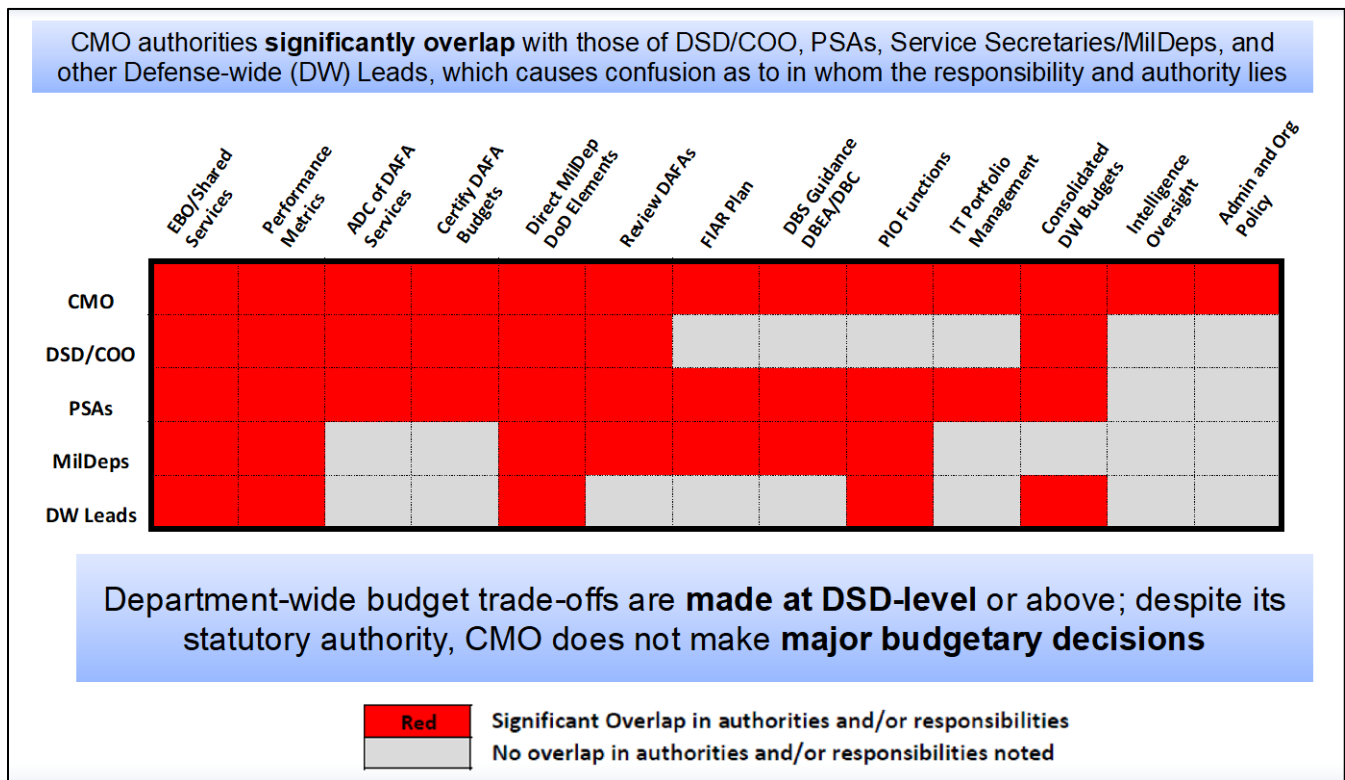 CMO authorities significantly overlap with those of DSD/COO, PSAs, Service Secretaries/MilDeps, and
other Defense-wide (DW) Leads, which causes confusion as to in whom the responsibility and authority lies
EBO/Shared
Services
Performance
Metrics
ADC of DAFA
Services
Certify DAFA
Budgets
Direct MilDep
DoD Elements
Review DAFAs
FIAR Plan
DBS Guidance
DBEA/DBC
PIO Functions
IT Portfolio
Management
Consolidated
DW Budgets
Intelligence
Oversight
Admin and Org
Policy
CMO
DSD/COO
PSAs
MilDeps
DW Leads
Department-wide budget trade-offs are made at DSD-level or above; despite its
statutory authority, CMO does not make major budgetary decisions
Red
Significant Overlap in authorities and/or responsibilities
No overlap in authorities and/or responsibilities noted